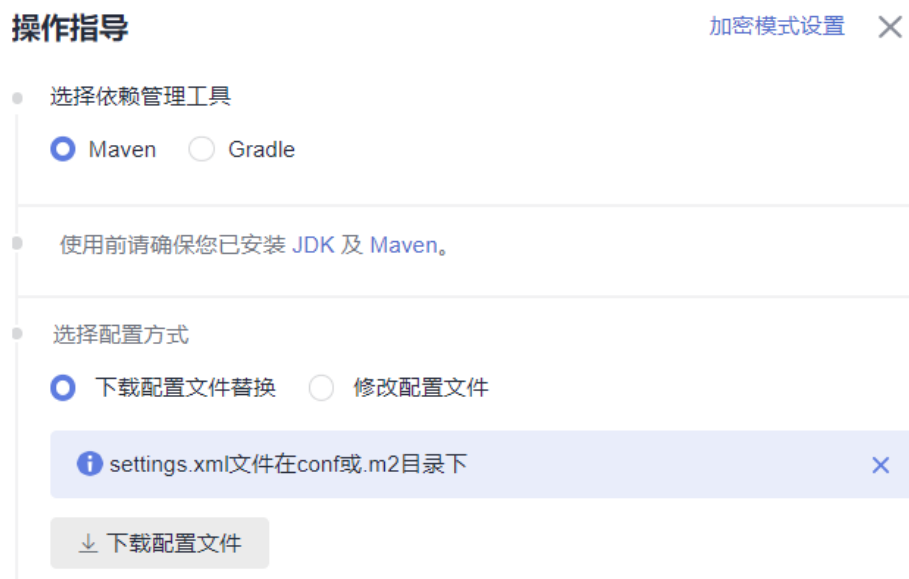 操作指导
加密模式设置
选择依赖管理工具
Maven Gradle
使用前请确保您已安装 JDK 及 Maven。
选择配置方式
下载配置文件替换 修改配置文件
settings.xml文件在conf或.m2目录下
下载配置文件